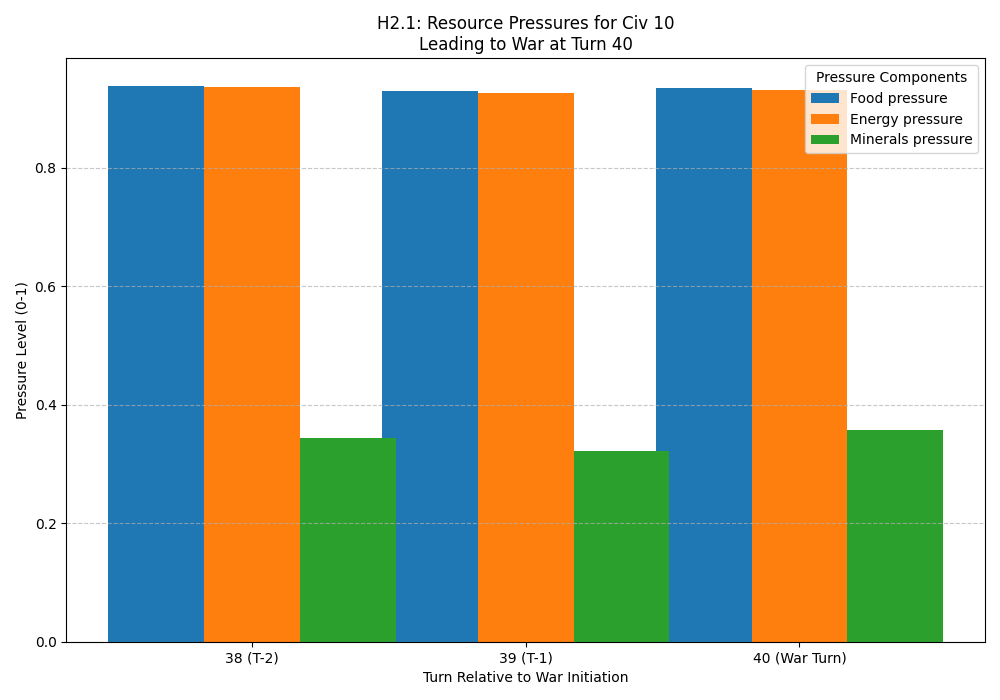 H2.1: Resource Pressures for Civ 10
Leading to War at Turn 40
Pressure Components
Food pressure
Energy pressure
Minerals pressure
Pressure Level (0-1)
0.8
0.6
0.4
0.2
0.0
38 (T-2)
39 (T-1)
40 (War Turn)
Turn Relative to War Initiation